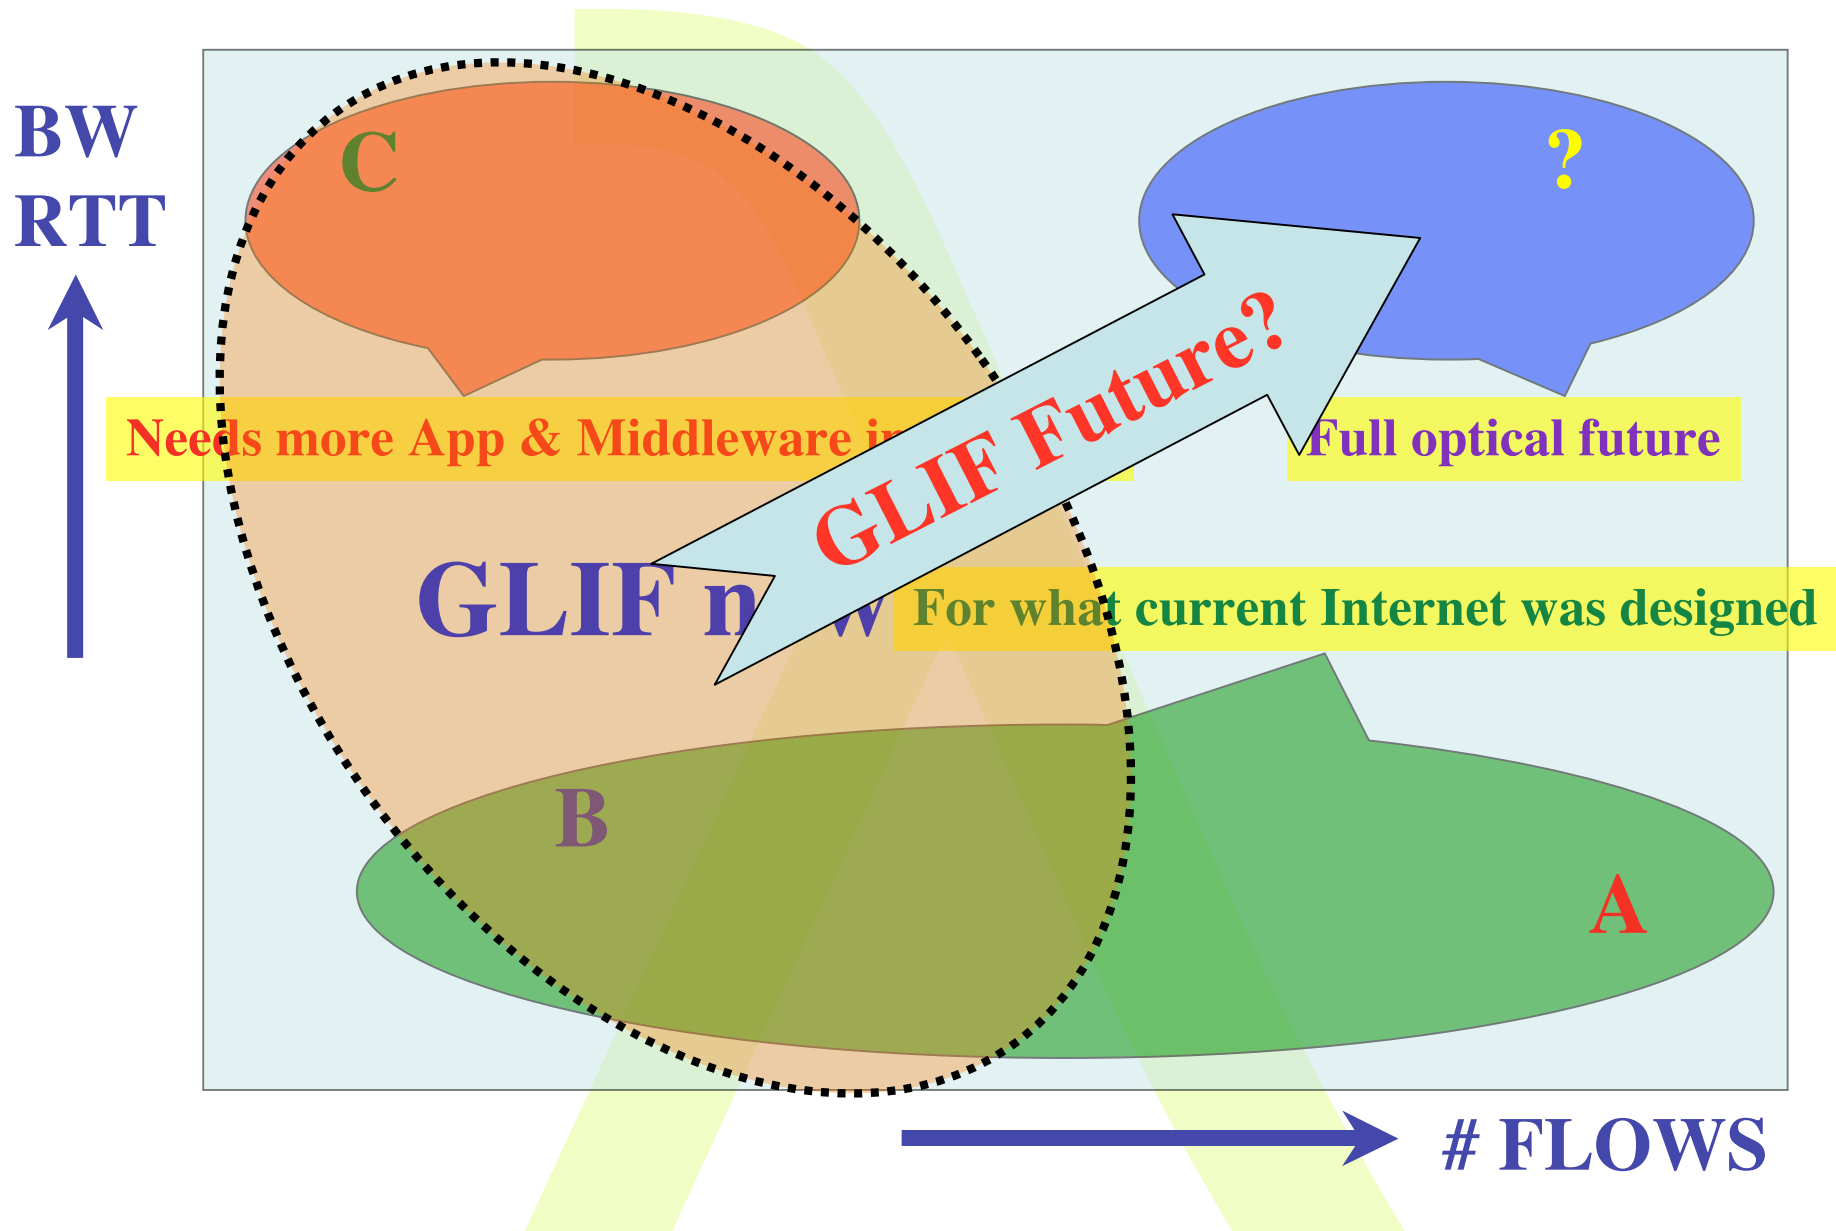 BW
RTT
C
?
Needs more App & Middleware
Full optical future
GLIF Future?
GLIF
For what current Internet was designed
B
A
# FLOWS